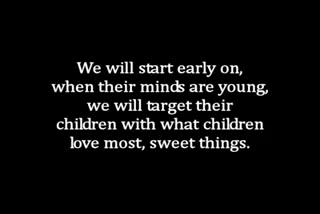 We will start early on,
when their minds are young,
we will target their
children with what children
love most, sweet things.